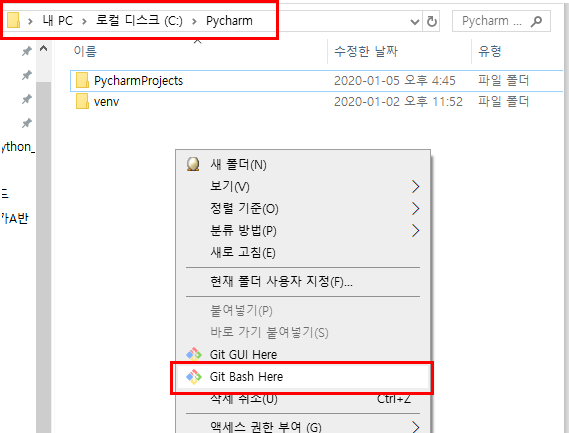 내 PC > 로컬 디스크 (C:) > Pycharm
Pycharm ...
이름 수정한 날짜 유형
PycharmProjects 2020-01-05 오후 4:45 파일 폴더
venv 2020-01-02 오후 11:52 파일 폴더
ython_
드
가A반
새 폴더(N)
보기(V)
정렬 기준(O)
분류 방법(P)
새로 고침(E)
현재 폴더 사용자 지정(F)...
붙여넣기(P)
바로 가기 붙여넣기(S)
Git GUI Here
Git Bash Here
삭제 취소(U) Ctrl+Z
액세스 권한 부여 (G)